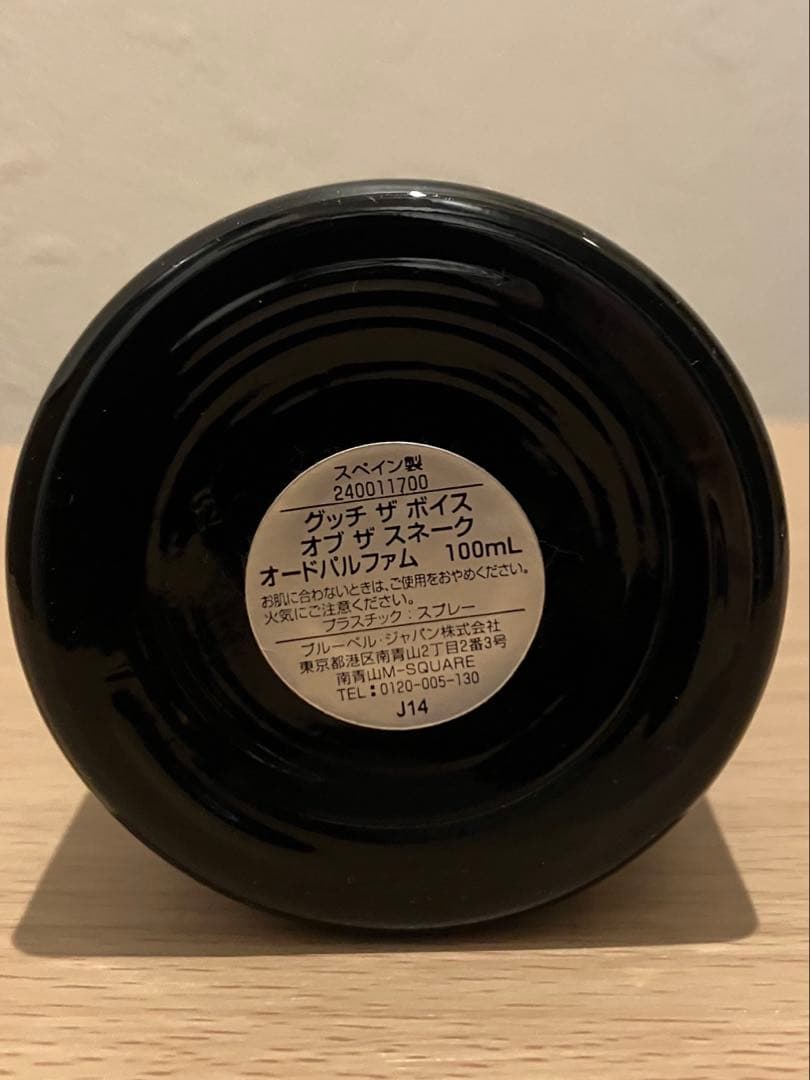 スペイン製
240011700
グッチ ザ ボイス
オブ ザ スネーク
オードパルファム 100mL
お肌に合わないときは、ご使用をおやめください。
火気にご注意ください。
プラスチック：スプレー
ブルーベル・ジャパン株式会社
東京都港区南青山2丁目2番3号
南青山M-SQUARE
TEL：0120-005-130
J14